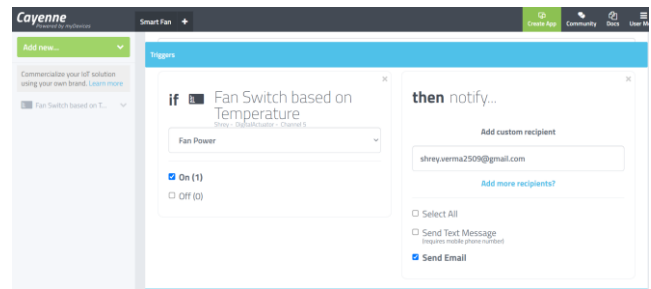 Cayenne
Powered by myDevices
Smart Fan +
Create App
Community
Docs
User Me
Add new...
Triggers
Commercialize your IoT solution
using your own brand. Learn more
Fan Switch based on T...
if Fan Switch based on
Temperature
Shrey - DigitalActuator - Channel 6
Fan Power
On (1)
Off (0)
then notify...
Add custom recipient
shrey.verma2509@gmail.com
Add more recipients?
Select All
Send Text Message
(requires mobile phone number)
Send Email